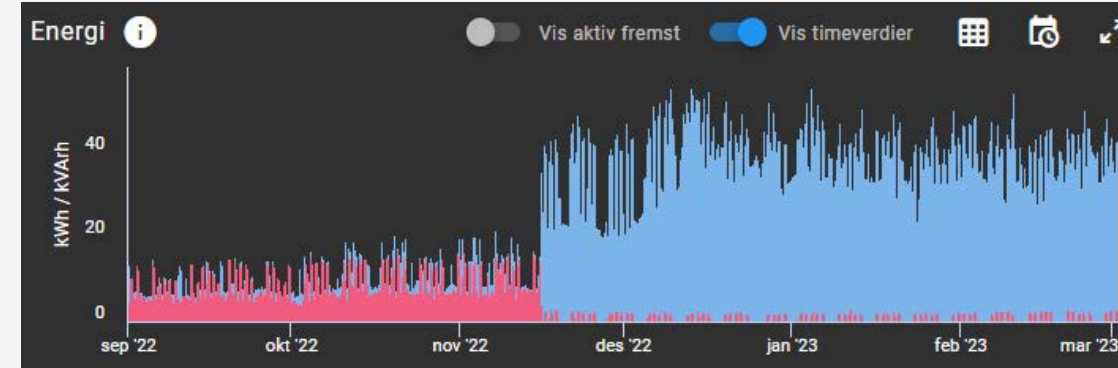 Energi i Vis aktiv fremst Vis timeverdier
kWh / kVArh
40
20
0
sep '22 okt '22 nov '22 des '22 jan '23 feb '23 mar '23